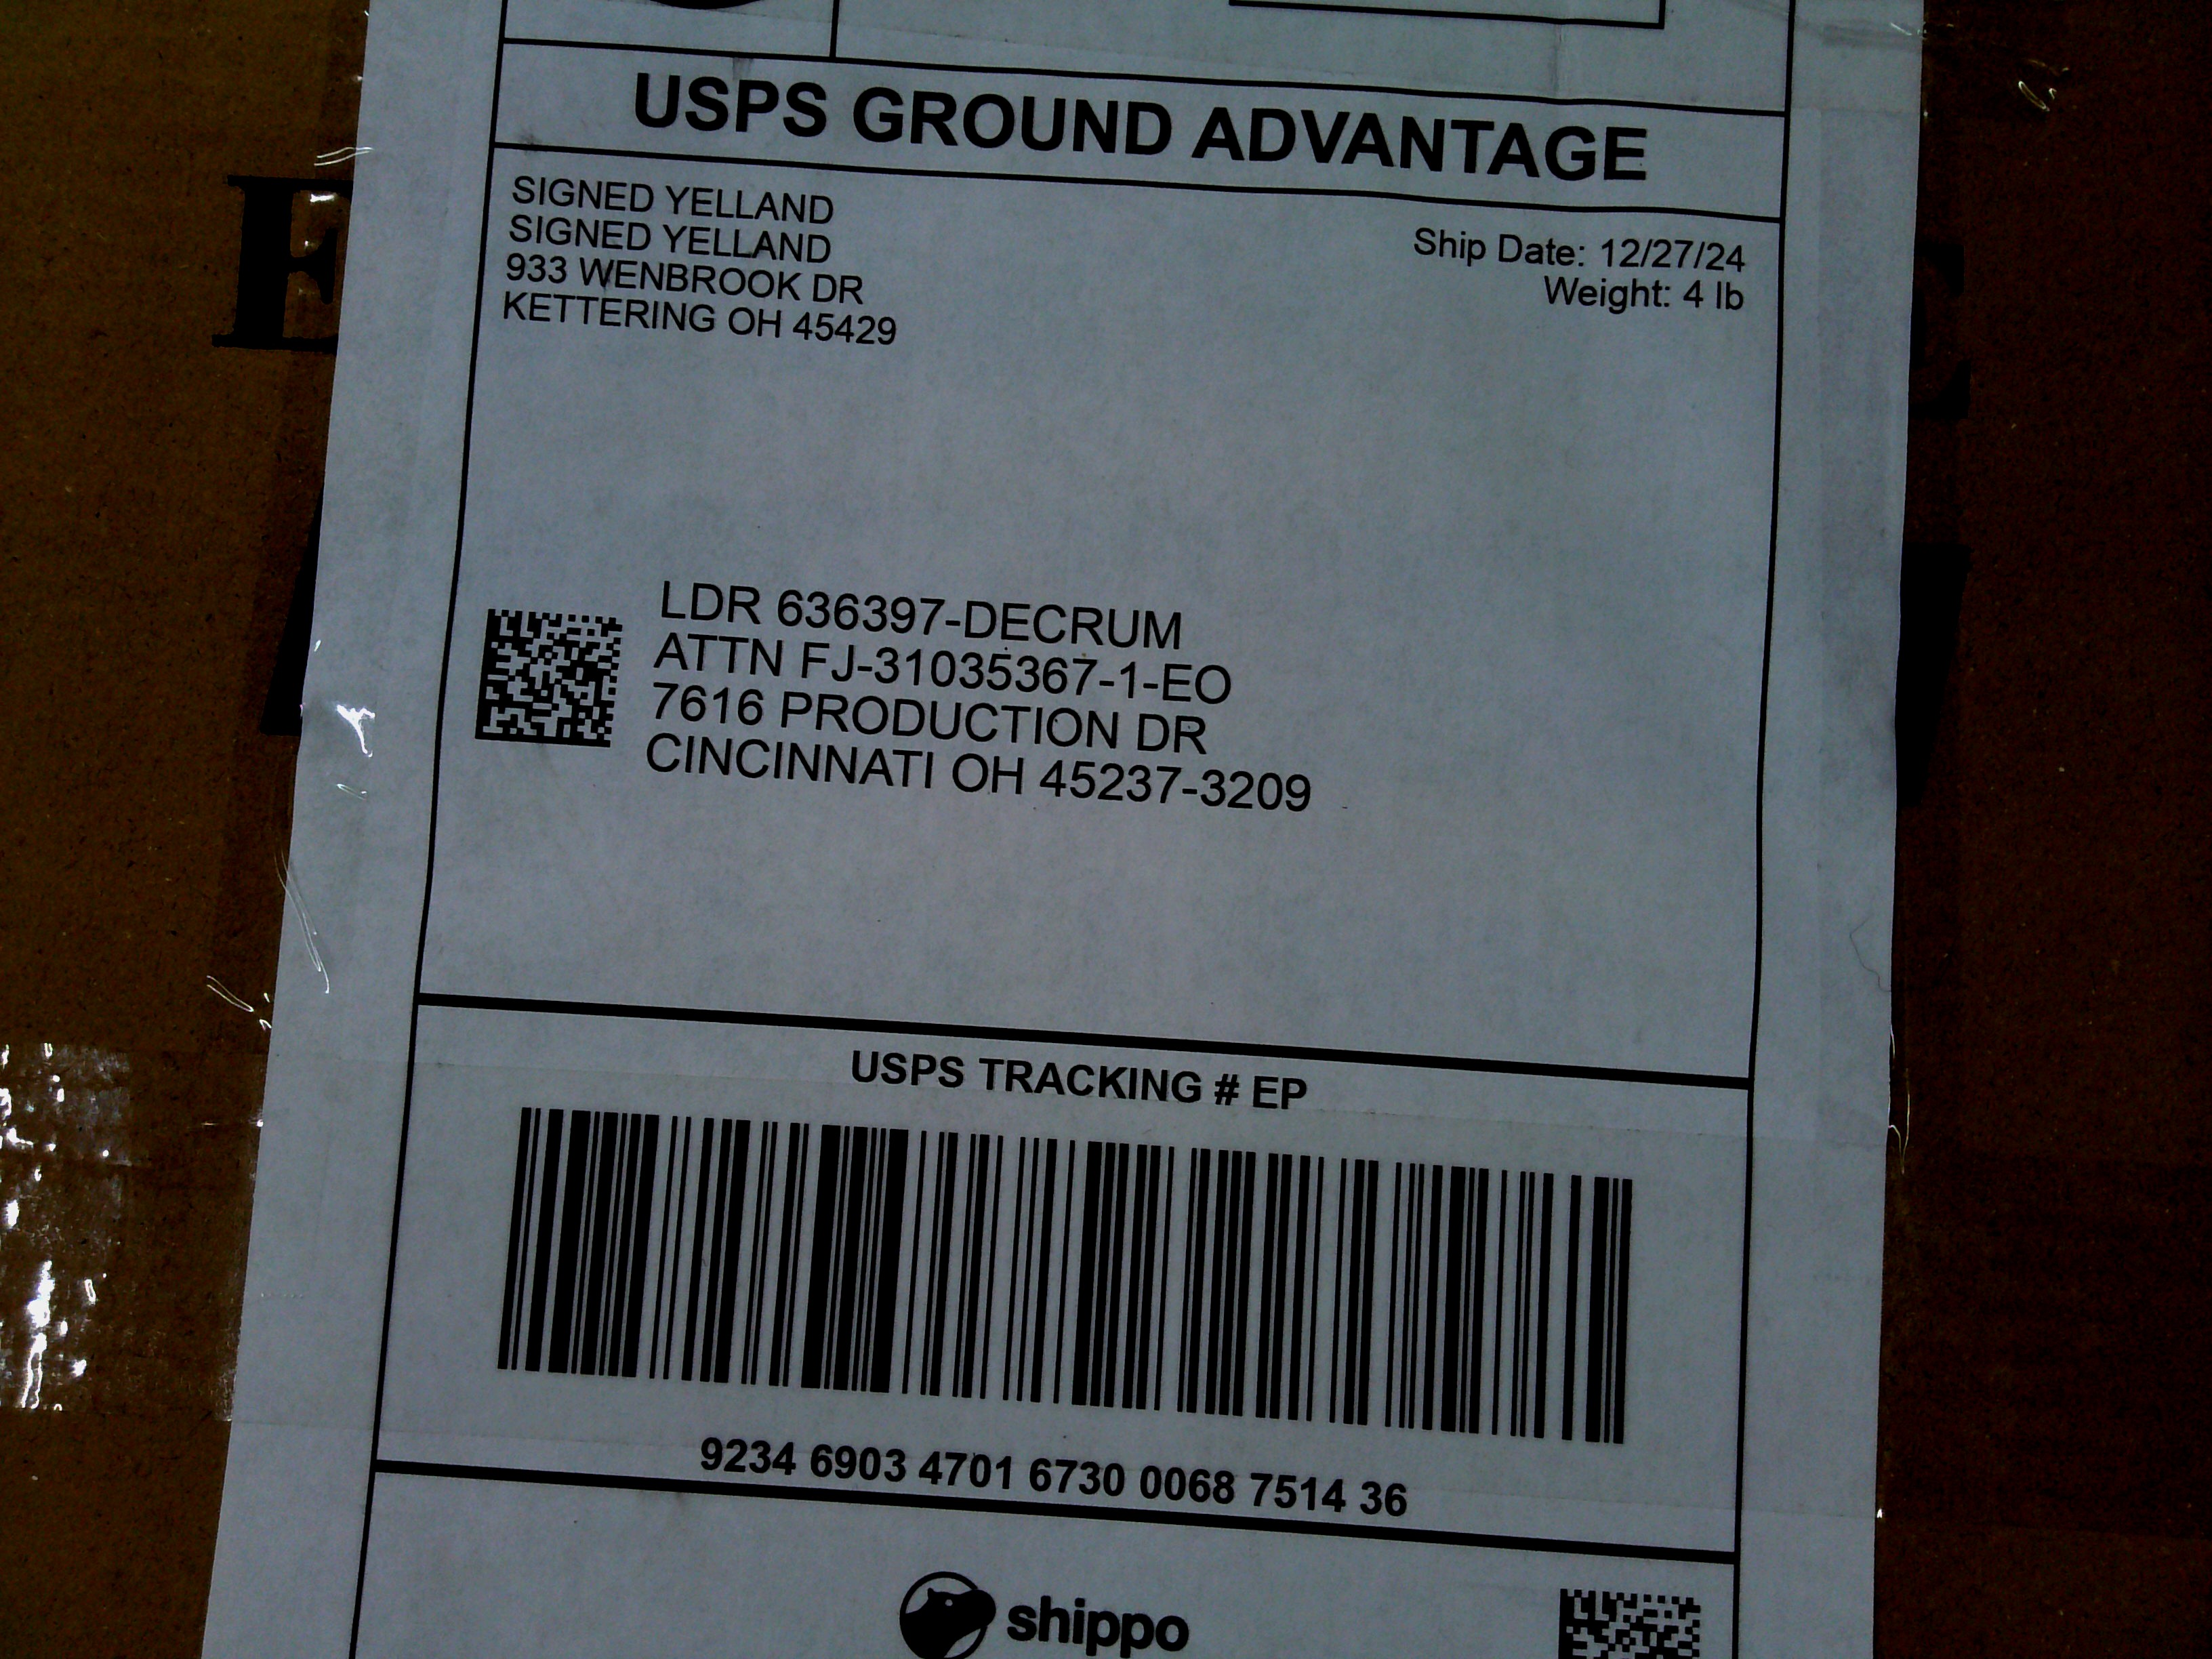 USPS GROUND ADVANTAGE
SIGNED YELLAND
SIGNED YELLAND
933 WENBROOK DR
KETTERING OH 45429
Ship Date: 12/27/24
Weight: 4 lb
LDR 636397-DECRUM
ATTN FJ-31035367-1-EO
7616 PRODUCTION DR
CINCINNATI OH 45237-3209
USPS TRACKING # EP
9234 6903 4701 6730 0068 7514 36
shippo